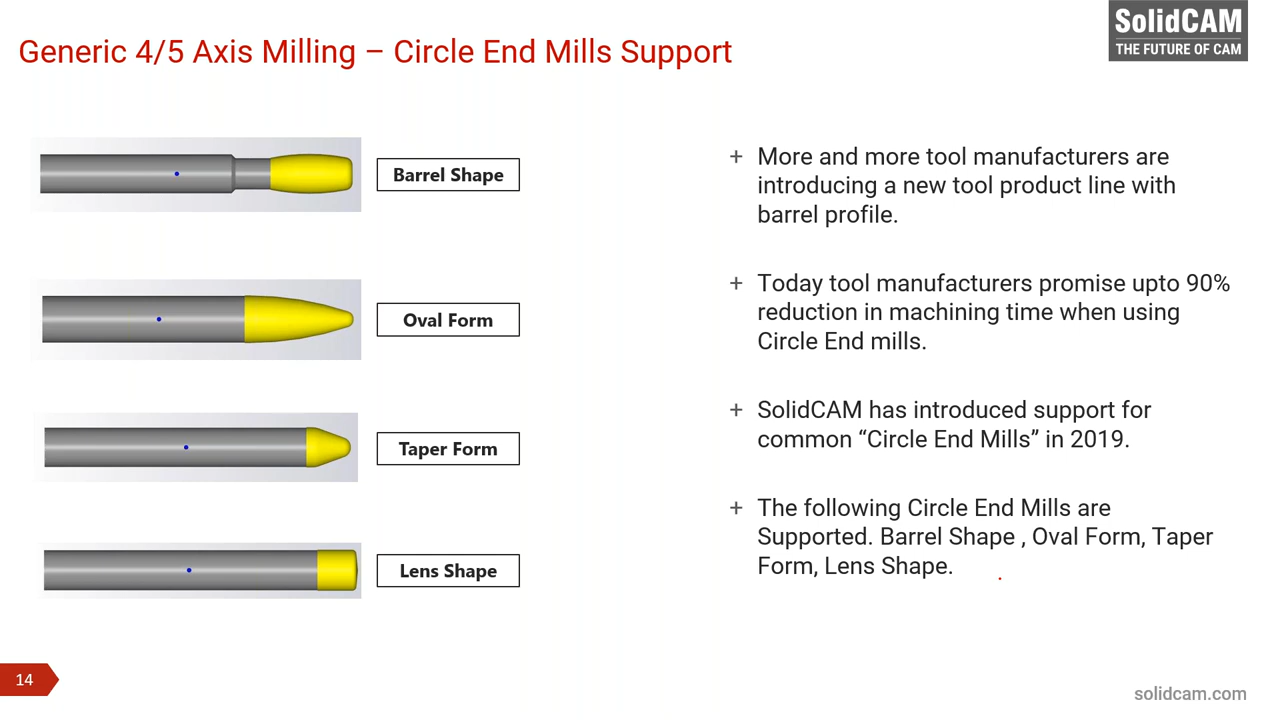 SolidCAM
THE FUTURE OF CAM
Generic 4/5 Axis Milling – Circle End Mills Support
Barrel Shape
Oval Form
Taper Form
Lens Shape
+ More and more tool manufacturers are
introducing a new tool product line with
barrel profile.
+ Today tool manufacturers promise upto 90%
reduction in machining time when using
Circle End mills.
+ SolidCAM has introduced support for
common “Circle End Mills” in 2019.
+ The following Circle End Mills are
Supported. Barrel Shape , Oval Form, Taper
Form, Lens Shape.
14
solidcam.com